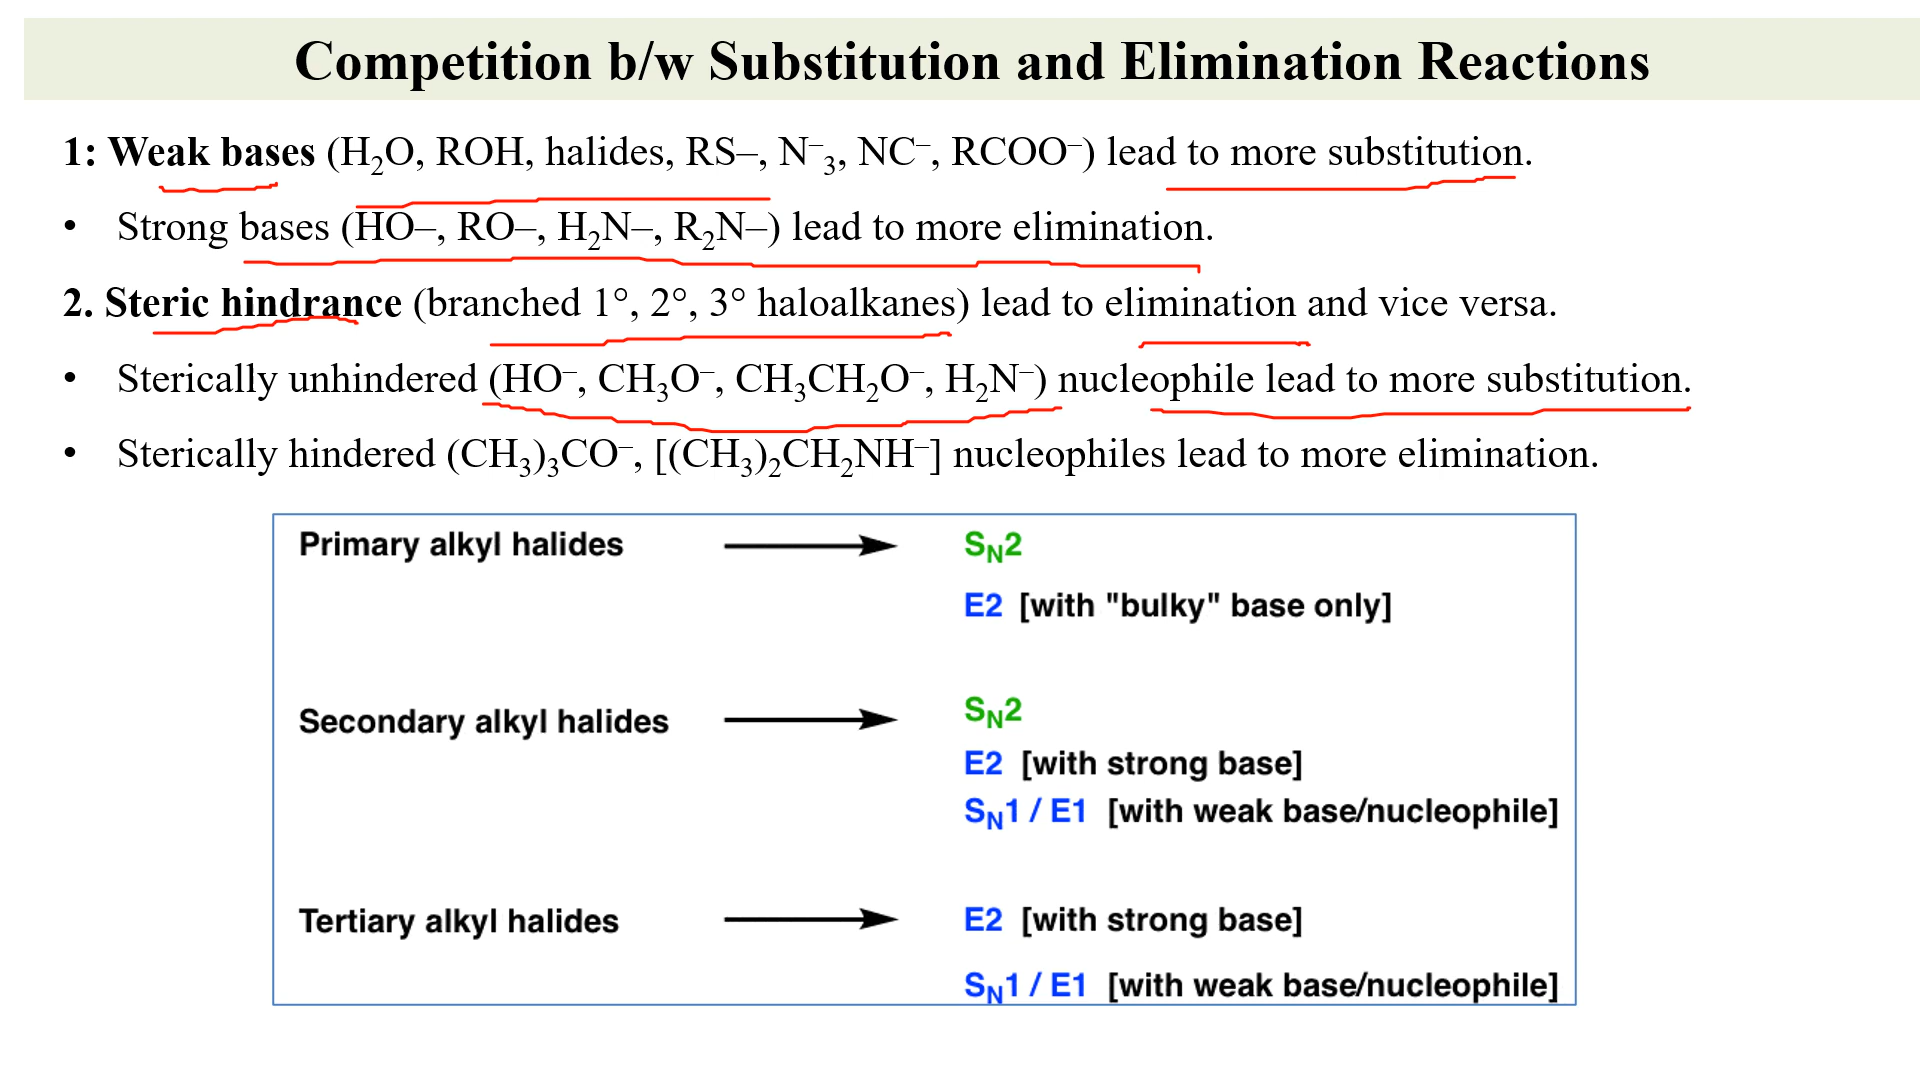 Competition b/w Substitution and Elimination Reactions
1: Weak bases (H₂O, ROH, halides, RS–, N⁻₃, NC⁻, RCOO⁻) lead to more substitution.
• Strong bases (HO–, RO–, H₂N–, R₂N–) lead to more elimination.
2. Steric hindrance (branched 1°, 2°, 3° haloalkanes) lead to elimination and vice versa.
• Sterically unhindered (HO⁻, CH₃O⁻, CH₃CH₂O⁻, H₂N⁻) nucleophile lead to more substitution.
• Sterically hindered (CH₃)₃CO⁻, [(CH₃)₂CH₂NH⁻] nucleophiles lead to more elimination.
Primary alkyl halides → Sₙ2
E2 [with "bulky" base only]
Secondary alkyl halides → Sₙ2
E2 [with strong base]
Sₙ1 / E1 [with weak base/nucleophile]
Tertiary alkyl halides → E2 [with strong base]
Sₙ1 / E1 [with weak base/nucleophile]